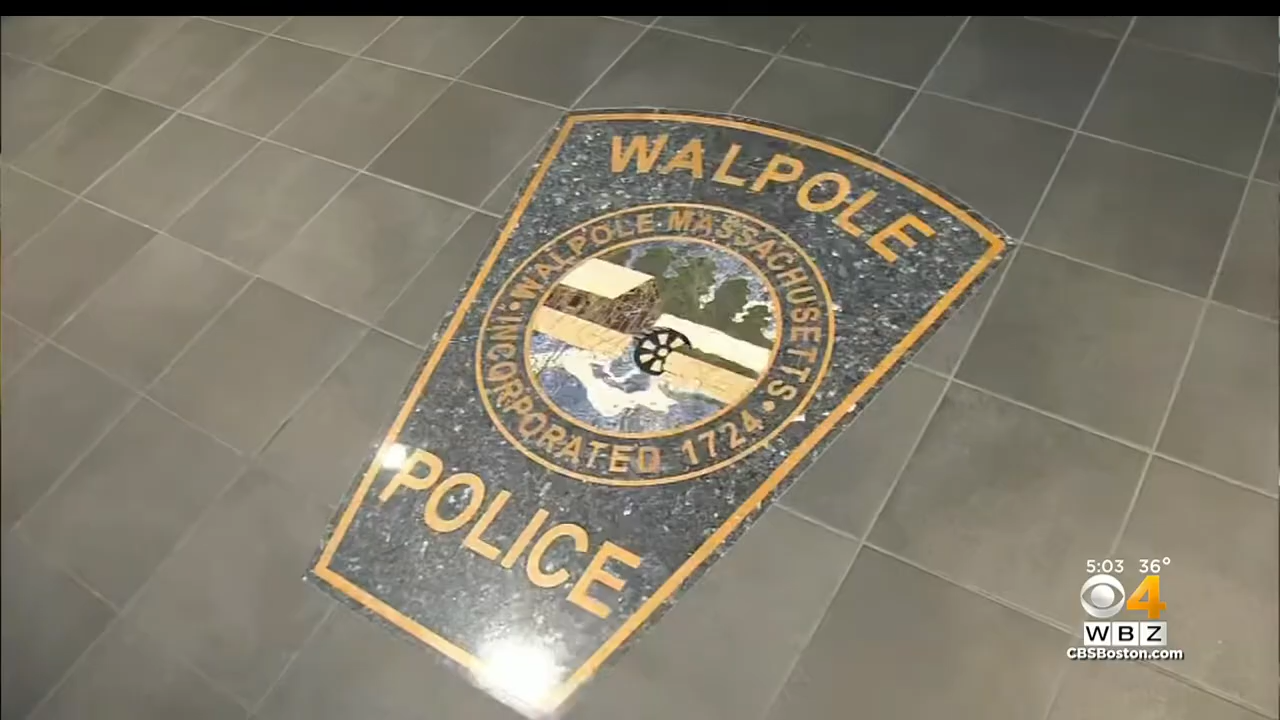 WALPOLE
WALPOLE MASSACHUSETTS • INCORPORATED 1724 •
POLICE
5:03 36°
4
WBZ
CBSBoston.com